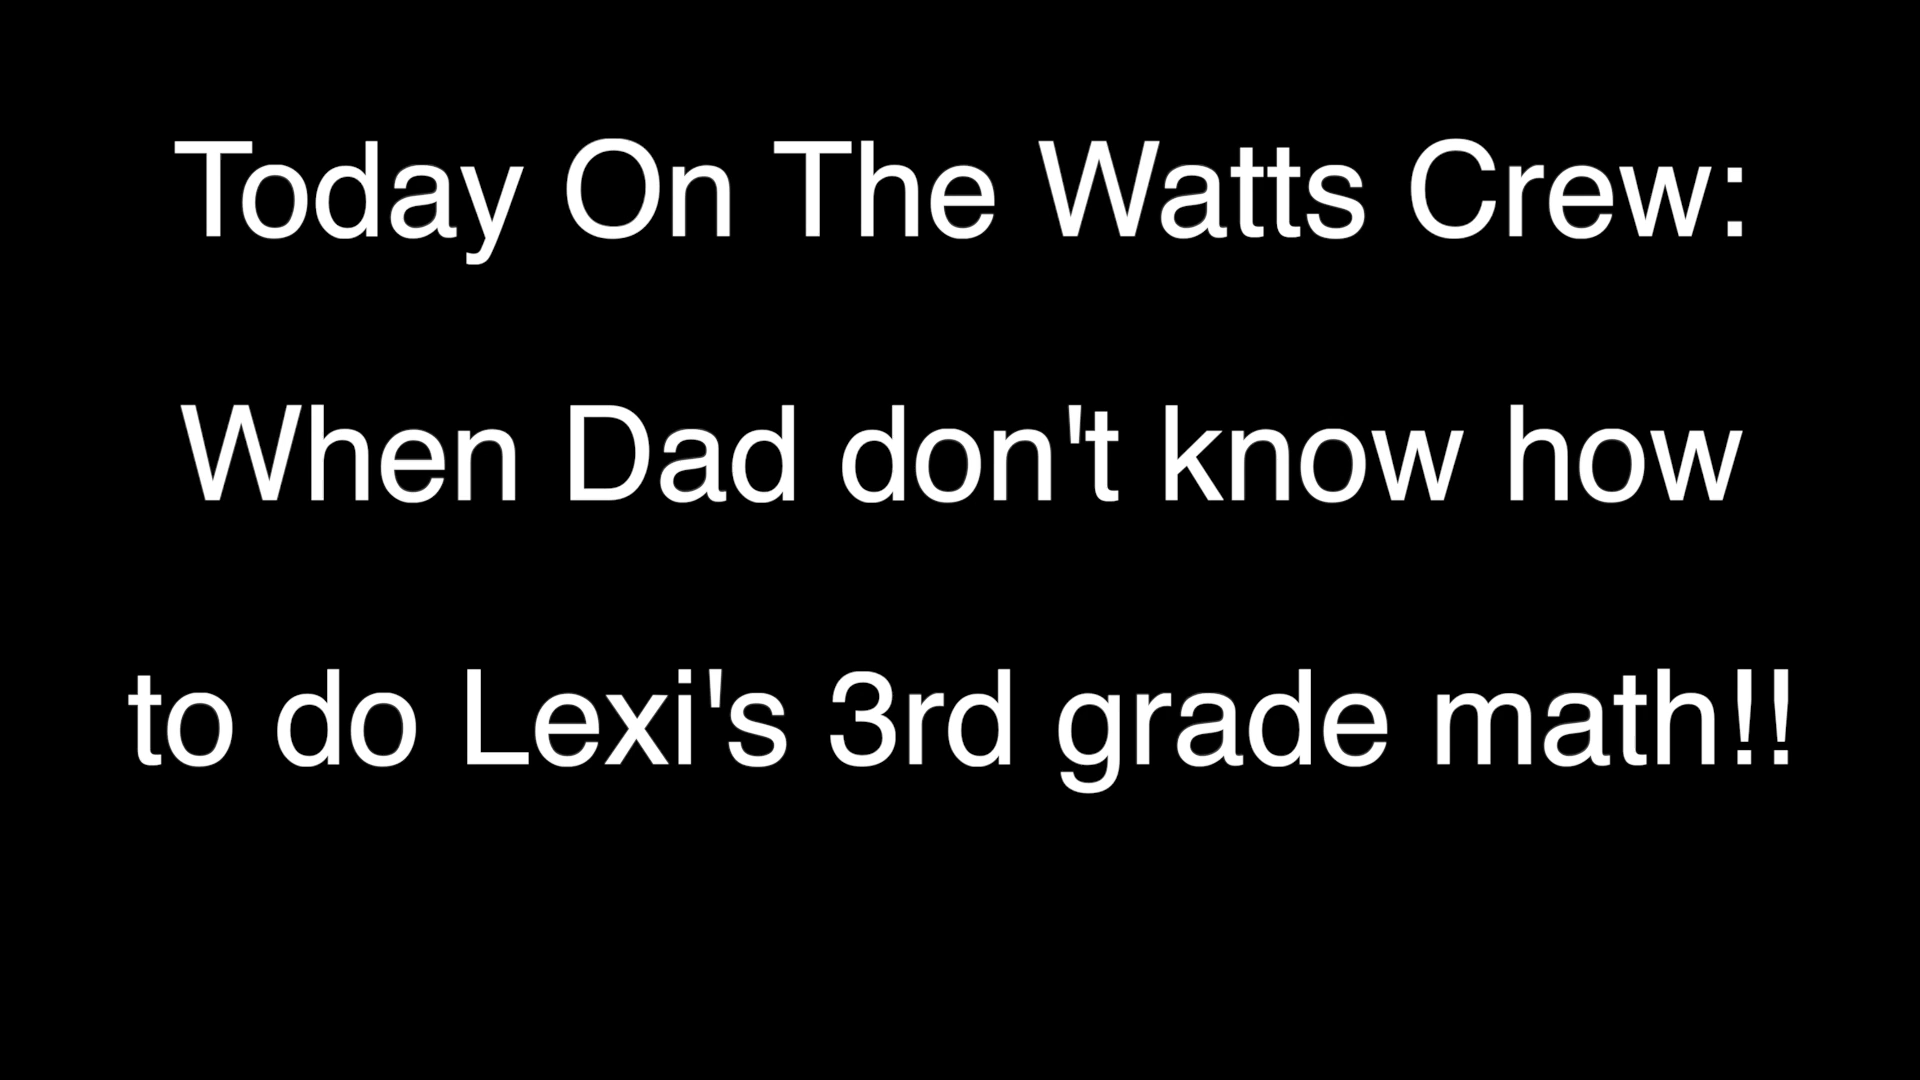 Today On The Watts Crew:
When Dad don't know how
to do Lexi's 3rd grade math!!